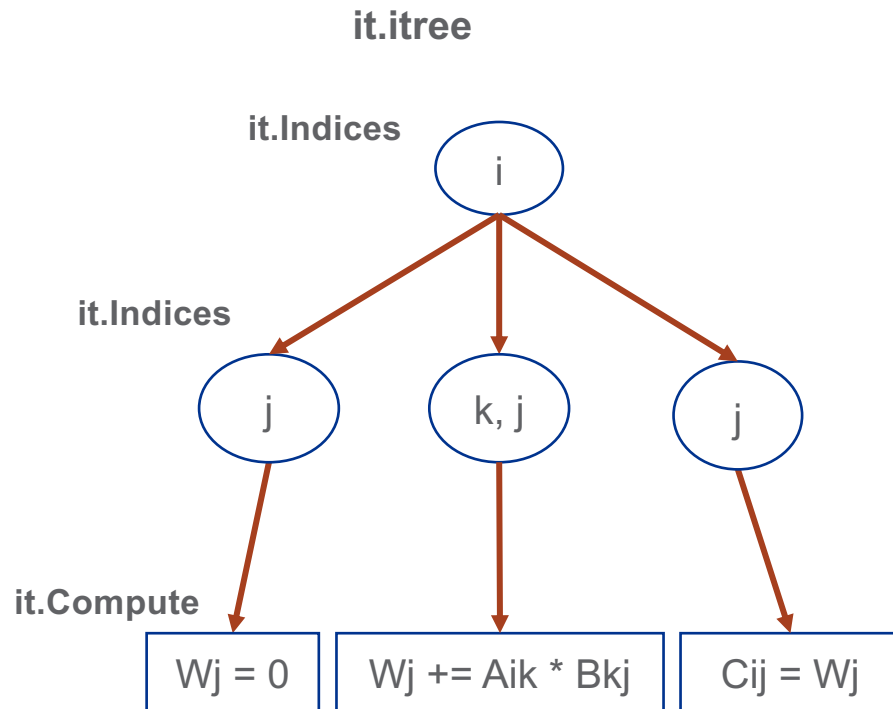 it.itree
it.Indices
i
it.Indices
j
k, j
j
it.Compute
Wj = 0
Wj += Aik * Bkj
Cij = Wj